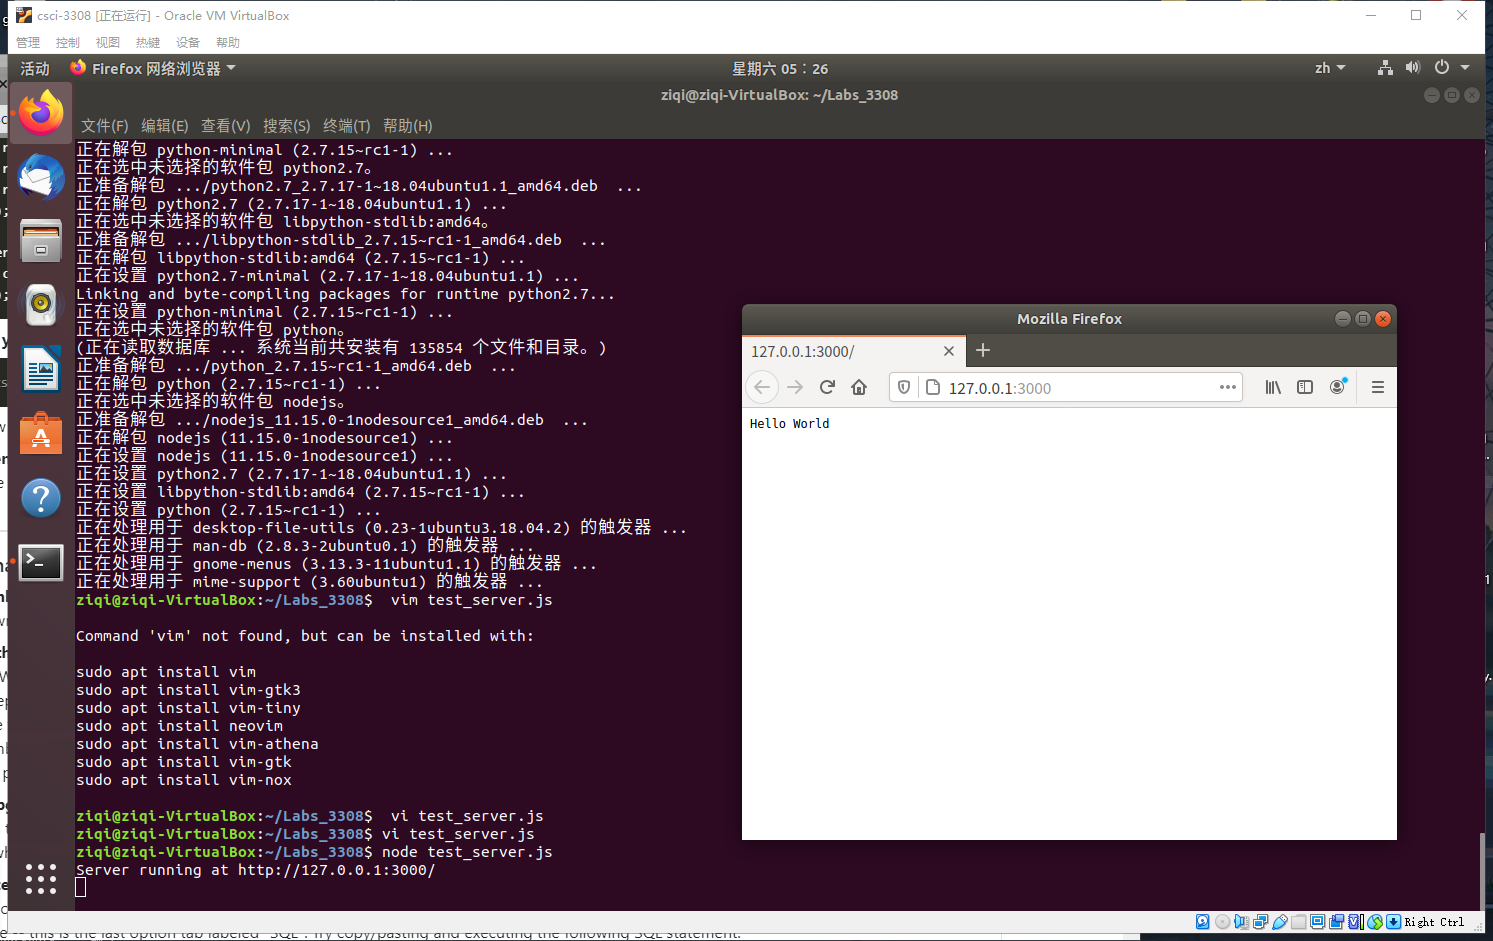 csci-3308 [正在运行] - Oracle VM VirtualBox
管理 控制 视图 热键 设备 帮助
活动 Firefox 网络浏览器 星期六 05：26 zh
ziqi@ziqi-VirtualBox: ~/Labs_3308
文件(F) 编辑(E) 查看(V) 搜索(S) 终端(T) 帮助(H)
正在解包 python-minimal (2.7.15~rc1-1) ...
正在选中未选择的软件包 python2.7。
正准备解包 .../python2.7_2.7.17-1~18.04ubuntu1.1_amd64.deb  ...
正在解包 python2.7 (2.7.17-1~18.04ubuntu1.1) ...
正在选中未选择的软件包 libpython-stdlib:amd64。
正准备解包 .../libpython-stdlib_2.7.15~rc1-1_amd64.deb  ...
正在解包 libpython-stdlib:amd64 (2.7.15~rc1-1) ...
正在设置 python2.7-minimal (2.7.17-1~18.04ubuntu1.1) ...
Linking and byte-compiling packages for runtime python2.7...
正在设置 python-minimal (2.7.15~rc1-1) ...
正在选中未选择的软件包 python。
(正在读取数据库 ... 系统当前共安装有 135854 个文件和目录。)
正准备解包 .../python_2.7.15~rc1-1_amd64.deb  ...
正在解包 python (2.7.15~rc1-1) ...
正在选中未选择的软件包 nodejs。
正准备解包 .../nodejs_11.15.0-1nodesource1_amd64.deb  ...
正在解包 nodejs (11.15.0-1nodesource1) ...
正在设置 nodejs (11.15.0-1nodesource1) ...
正在设置 python2.7 (2.7.17-1~18.04ubuntu1.1) ...
正在设置 libpython-stdlib:amd64 (2.7.15~rc1-1) ...
正在设置 python (2.7.15~rc1-1) ...
正在处理用于 desktop-file-utils (0.23-1ubuntu3.18.04.2) 的触发器 ...
正在处理用于 man-db (2.8.3-2ubuntu0.1) 的触发器 ...
正在处理用于 gnome-menus (3.13.3-11ubuntu1.1) 的触发器 ...
正在处理用于 mime-support (3.60ubuntu1) 的触发器 ...
ziqi@ziqi-VirtualBox:~/Labs_3308$  vim test_server.js
Command 'vim' not found, but can be installed with:
sudo apt install vim
sudo apt install vim-gtk3
sudo apt install vim-tiny
sudo apt install neovim
sudo apt install vim-athena
sudo apt install vim-gtk
sudo apt install vim-nox
ziqi@ziqi-VirtualBox:~/Labs_3308$  vi test_server.js
ziqi@ziqi-VirtualBox:~/Labs_3308$ vi test_server.js
ziqi@ziqi-VirtualBox:~/Labs_3308$ node test_server.js
Server running at http://127.0.0.1:3000/
Mozilla Firefox
127.0.0.1:3000/
127.0.0.1:3000
Hello World
Right Ctrl
this is the last option tab labeled "SQL". Try copy/pasting and executing the following SQL statement.